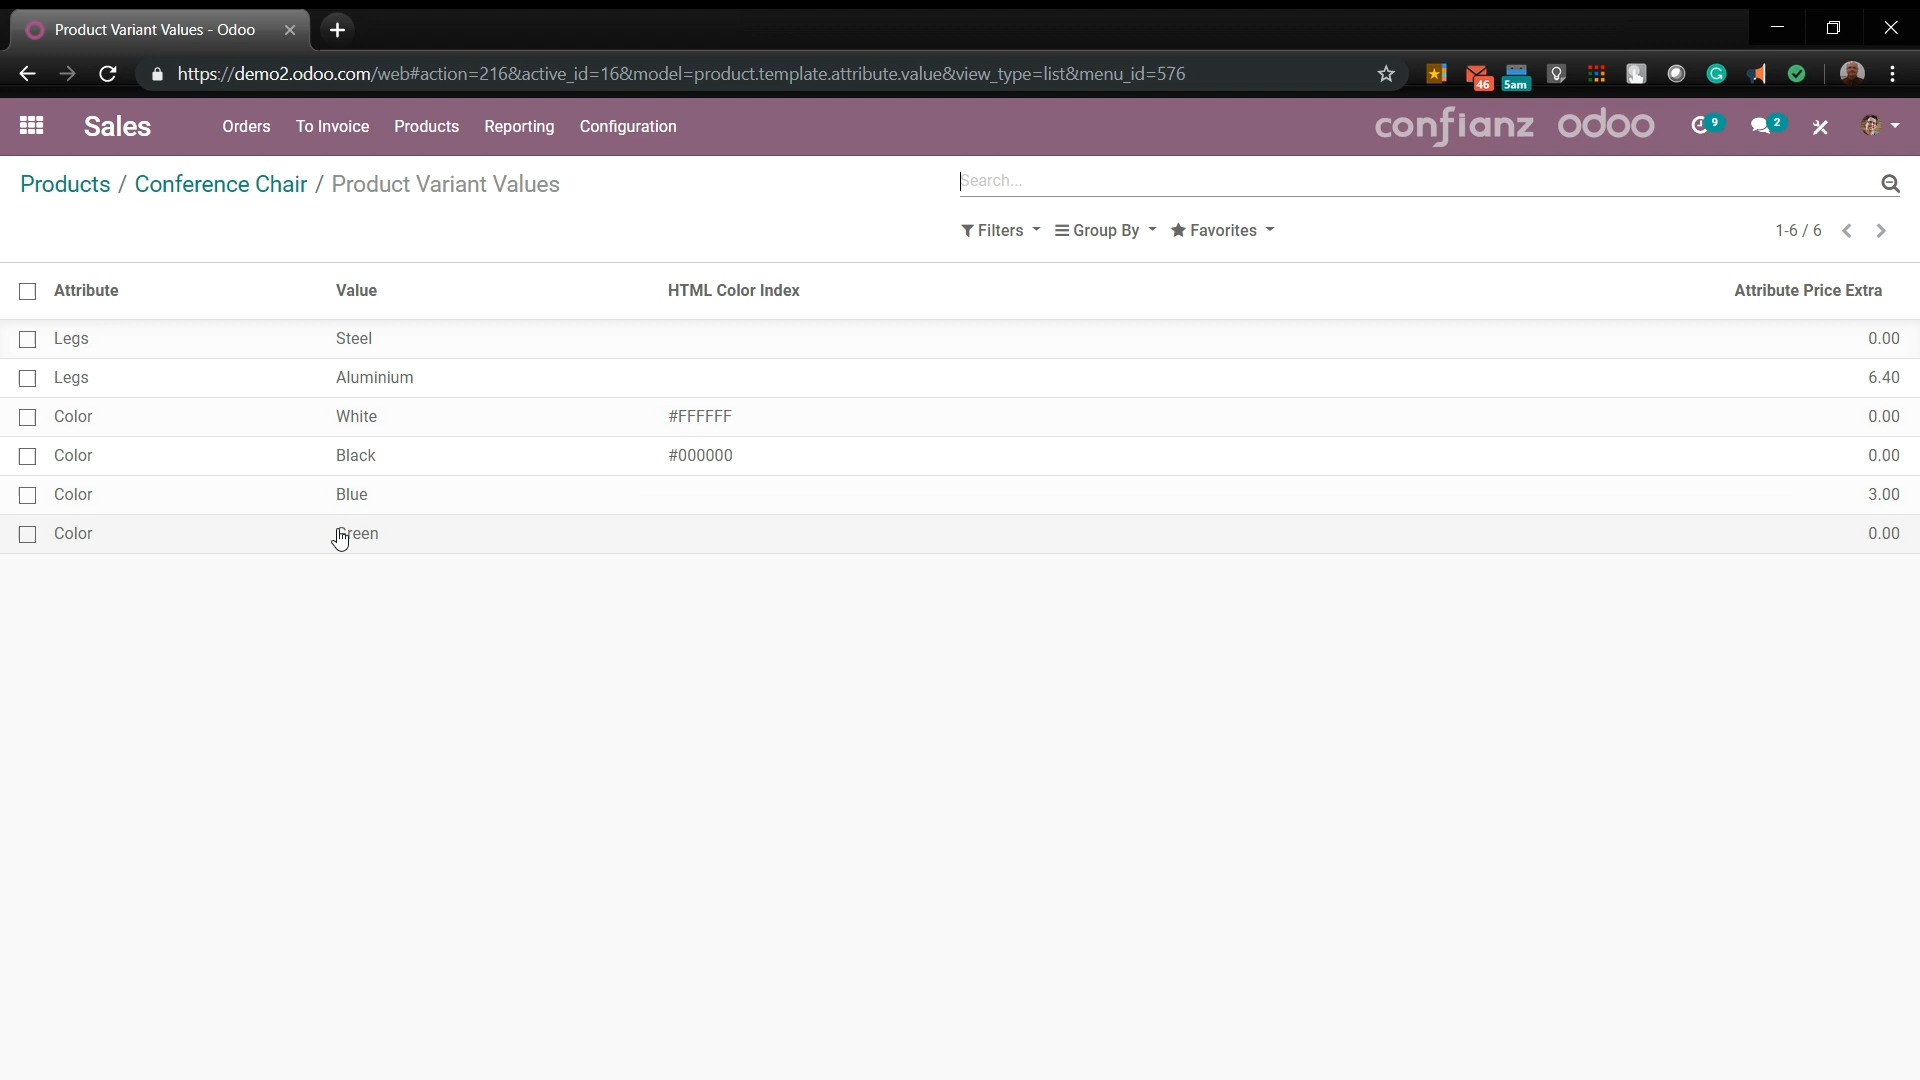 Product Variant Values - Odoo
https://demo2.odoo.com/web#action=216&active_id=16&model=product.template.attribute.value&view_type=list&menu_id=576
46
5am
Sales Orders To Invoice Products Reporting Configuration
confianz odoo 9 2
Products / Conference Chair / Product Variant Values
Search...
Filters Group By Favorites 1-6 / 6
Attribute Value HTML Color Index Attribute Price Extra
Legs Steel 0.00
Legs Aluminium 6.40
Color White #FFFFFF 0.00
Color Black #000000 0.00
Color Blue 3.00
Color Green 0.00